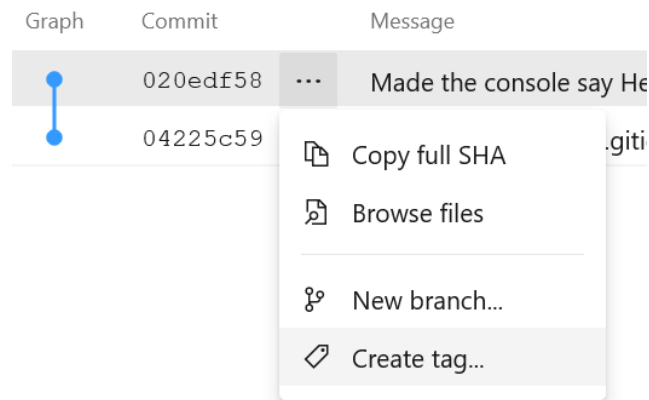 Graph Commit Message
020edf58 ... Made the console say He
04225c59 .giti
Copy full SHA
Browse files
New branch...
Create tag...